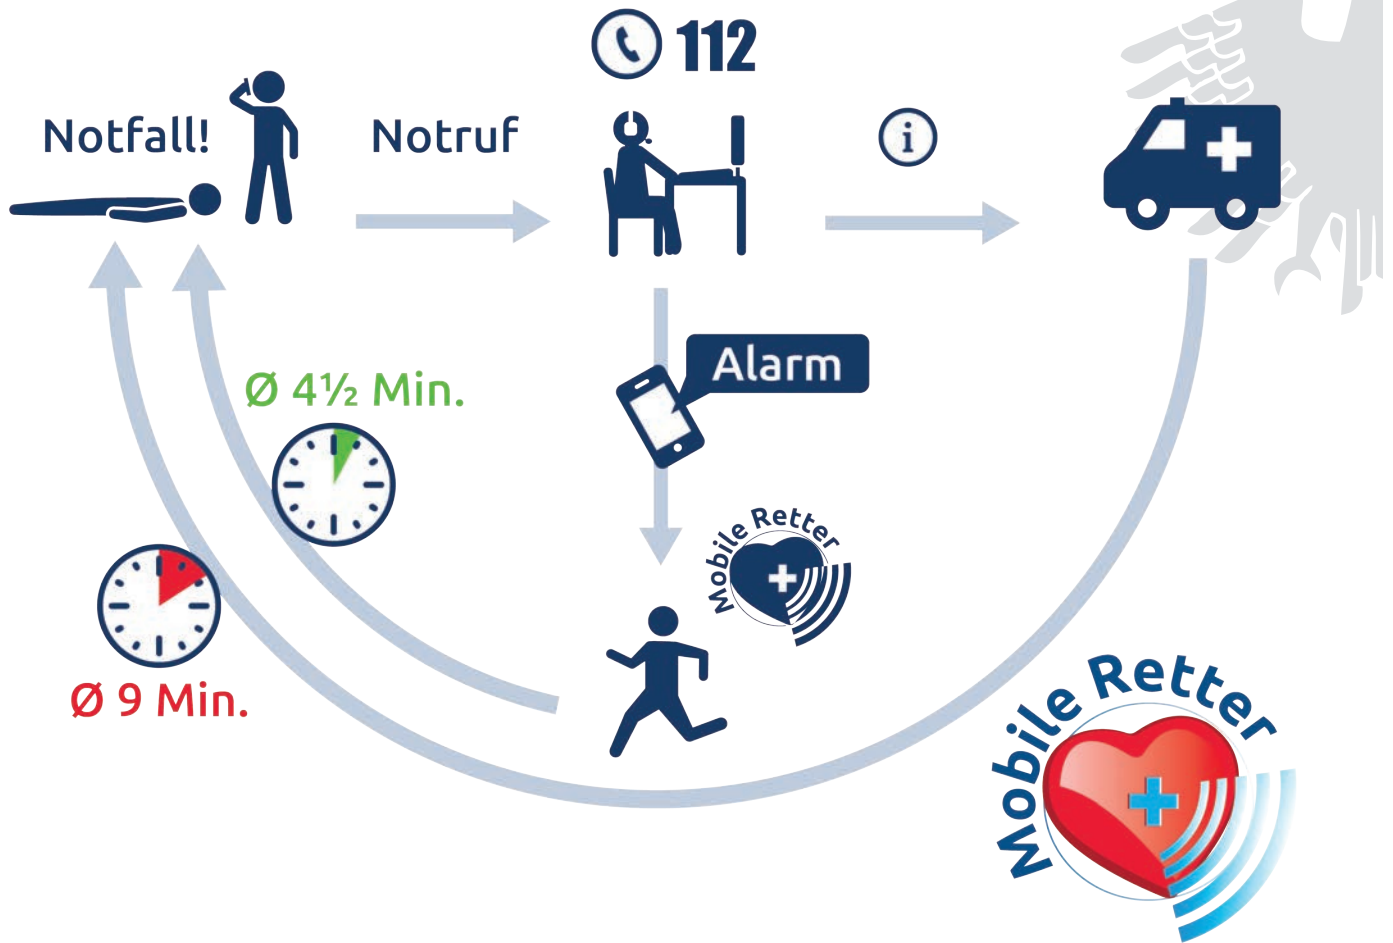 112
Notfall!
Notruf
i
Alarm
Ø 4½ Min.
Mobile Retter
Ø 9 Min.
Mobile Retter